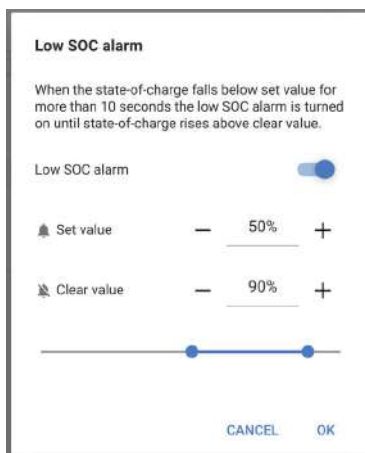 Low SOC alarm
When the state-of-charge falls below set value for
more than 10 seconds the low SOC alarm is turned
on until state-of-charge rises above clear value.
Low SOC alarm
Set value − 50% +
Clear value − 90% +
CANCEL OK